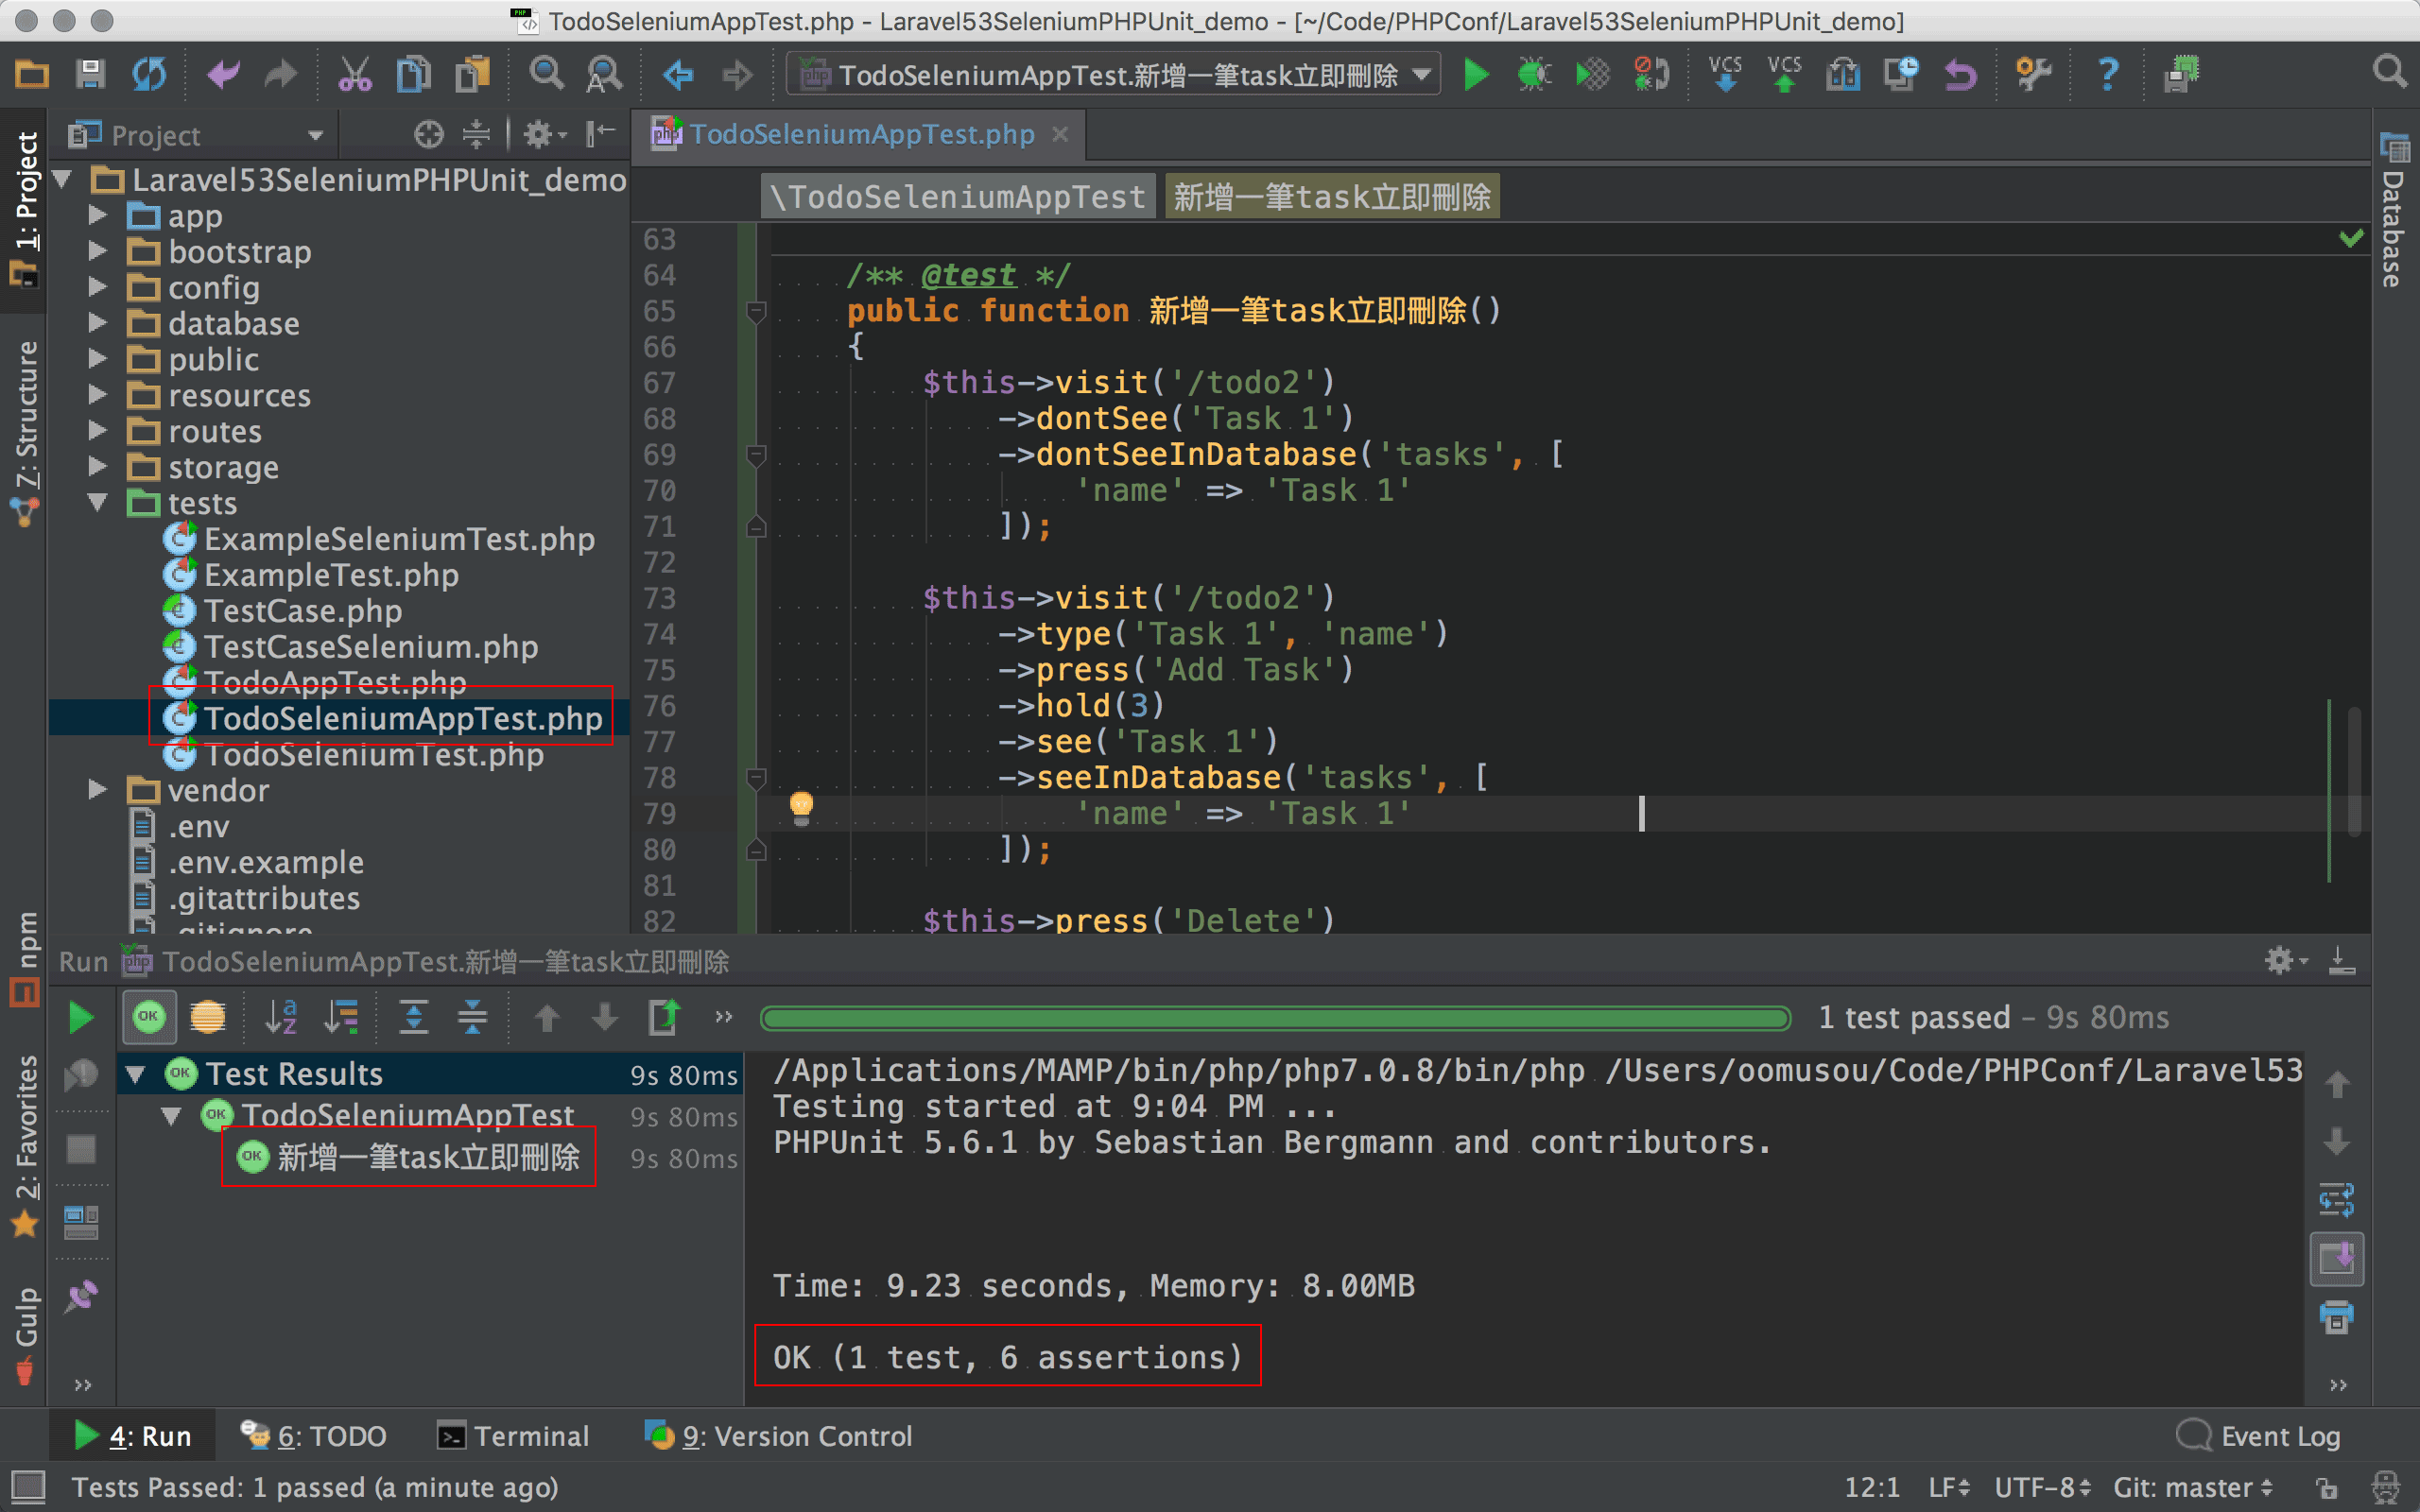 TodoSeleniumAppTest.php - Laravel53SeleniumPHPUnit_demo - [~/Code/PHPConf/Laravel53SeleniumPHPUnit_demo]
TodoSeleniumAppTest.新增一筆task立即刪除
VCS
VCS
Project
TodoSeleniumAppTest.php
\TodoSeleniumAppTest 新增一筆task立即刪除
1: Project
7: Structure
npm
2: Favorites
Gulp
Database
Laravel53SeleniumPHPUnit_demo
app
bootstrap
config
database
public
resources
routes
storage
tests
ExampleSeleniumTest.php
ExampleTest.php
TestCase.php
TestCaseSelenium.php
TodoAppTest.php
TodoSeleniumAppTest.php
TodoSeleniumTest.php
vendor
.env
.env.example
.gitattributes
.gitignore
63
64 /** @test */
65 public function 新增一筆task立即刪除()
66 {
67 $this->visit('/todo2')
68 ->dontSee('Task 1')
69 ->dontSeeInDatabase('tasks', [
70 'name' => 'Task 1'
71 ]);
72
73 $this->visit('/todo2')
74 ->type('Task 1', 'name')
75 ->press('Add Task')
76 ->hold(3)
77 ->see('Task 1')
78 ->seeInDatabase('tasks', [
79 'name' => 'Task 1'
80 ]);
81
82 $this->press('Delete')
Run TodoSeleniumAppTest.新增一筆task立即刪除
1 test passed – 9s 80ms
Test Results 9s 80ms
TodoSeleniumAppTest 9s 80ms
新增一筆task立即刪除 9s 80ms
/Applications/MAMP/bin/php/php7.0.8/bin/php /Users/oomusou/Code/PHPConf/Laravel53
Testing started at 9:04 PM ...
PHPUnit 5.6.1 by Sebastian Bergmann and contributors.
Time: 9.23 seconds, Memory: 8.00MB
OK (1 test, 6 assertions)
4: Run 6: TODO Terminal 9: Version Control Event Log
Tests Passed: 1 passed (a minute ago) 12:1 LF UTF-8 Git: master